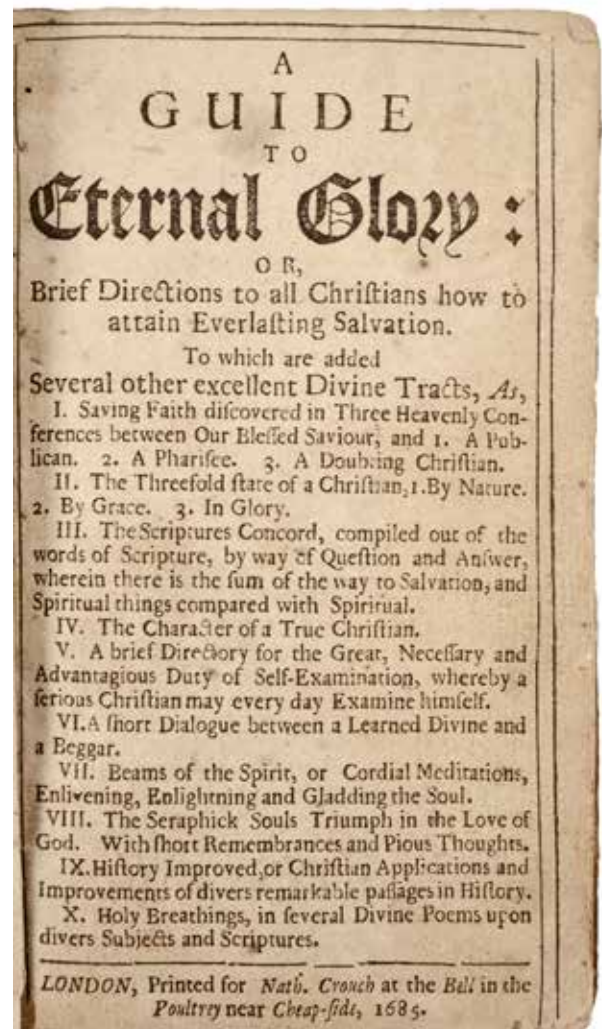 A
GUIDE
TO
Eternal Glory:
OR,
Brief Directions to all Chriſtians how to
attain Everlaſting Salvation.
To which are added
Several other excellent Divine Tracts, As,
I. Saving Faith diſcovered in Three Heavenly Con-
ferences between Our Bleſſed Saviour, and 1. A Pub-
lican. 2. A Phariſee. 3. A Doubting Chriſtian.
II. The Threefold ſtate of a Chriſtian, 1. By Nature.
2. By Grace. 3. In Glory.
III. The Scriptures Concord, compiled out of the
words of Scripture, by way of Queſtion and Anſwer,
wherein there is the ſum of the way to Salvation, and
Spiritual things compared with Spiritual.
IV. The Character of a True Chriſtian.
V. A brief Directory for the Great, Neceſſary and
Advantagious Duty of Self-Examination, whereby a
ſerious Chriſtian may every day Examine himſelf.
VI. A ſhort Dialogue between a Learned Divine and
a Beggar.
VII. Beams of the Spirit, or Cordial Meditations,
Enlivening, Enlightning and Gladding the Soul.
VIII. The Seraphick Souls Triumph in the Love of
God. With ſhort Remembrances and Pious Thoughts.
IX. Hiſtory Improved, or Chriſtian Applications and
Improvements of divers remarkable paſſages in Hiſtory.
X. Holy Breathings, in ſeveral Divine Poems upon
divers Subjects and Scriptures.
LONDON, Printed for Nath. Crouch at the Bell in the
Poultrey near Cheap-ſide, 1685.